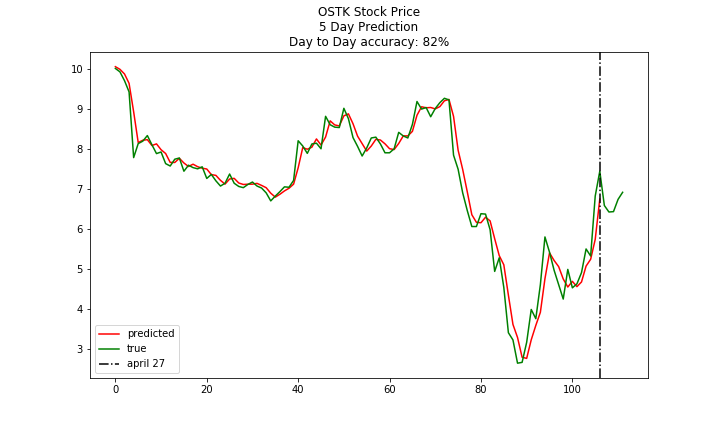 OSTK Stock Price
5 Day Prediction
Day to Day accuracy: 82%
10
9
8
7
6
5
4
3
predicted
true
april 27
0
20
40
60
80
100